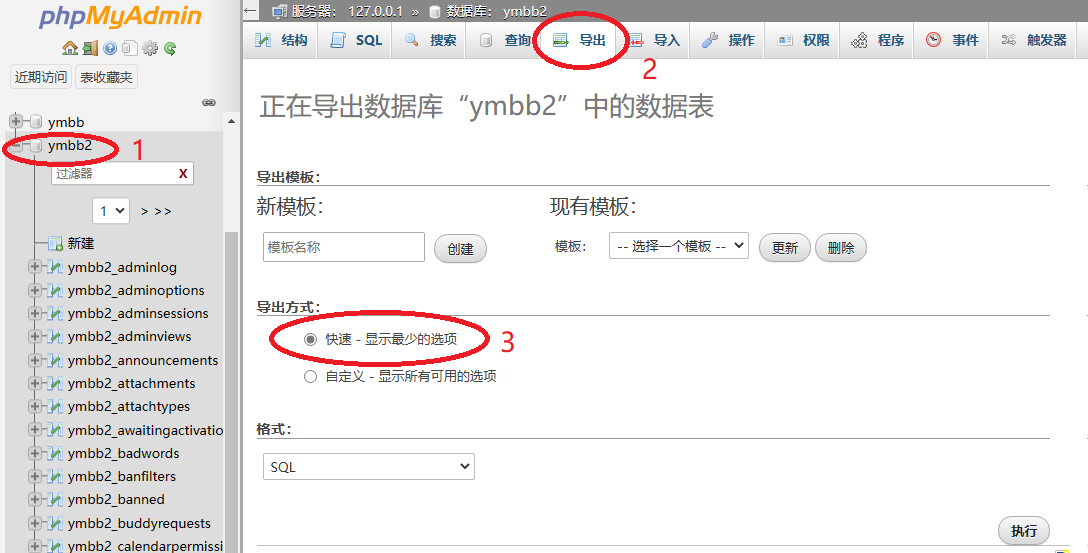 phpMyAdmin
近期访问 表收藏夹
ymbb
ymbb2 1
过滤器 X
1 > >>
新建
ymbb2_adminlog
ymbb2_adminoptions
ymbb2_adminsessions
ymbb2_adminviews
ymbb2_announcements
ymbb2_attachments
ymbb2_attachtypes
ymbb2_awaitingactivatio
ymbb2_badwords
ymbb2_banfilters
ymbb2_banned
ymbb2_buddyrequests
ymbb2_calendarpermissi
服务器: 127.0.0.1 » 数据库: ymbb2
结构 SQL 搜索 查询 导出 导入 操作 权限 程序 事件 触发器
2
正在导出数据库“ymbb2”中的数据表
导出模板:
新模板: 现有模板:
模板名称 创建 模板: -- 选择一个模板 -- 更新 删除
导出方式:
快速 - 显示最少的选项 3
自定义 - 显示所有可用的选项
格式:
SQL
执行